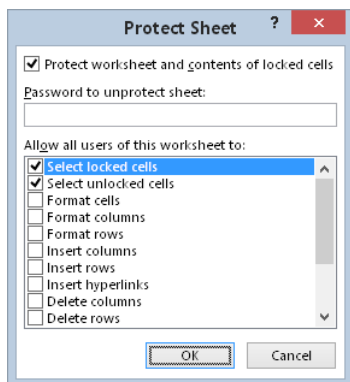 Protect Sheet ? ×
Protect worksheet and contents of locked cells
Password to unprotect sheet:
Allow all users of this worksheet to:
Select locked cells
Select unlocked cells
Format cells
Format columns
Format rows
Insert columns
Insert rows
Insert hyperlinks
Delete columns
Delete rows
OK Cancel